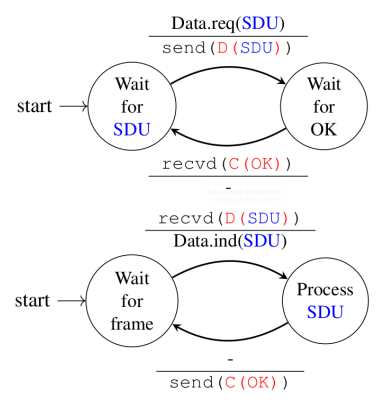 Data.req(SDU)
send(D(SDU))
start
Wait
for
SDU
Wait
for
OK
recvd(C(OK))
-
recvd(D(SDU))
Data.ind(SDU)
start
Wait
for
frame
Process
SDU
-
send(C(OK))